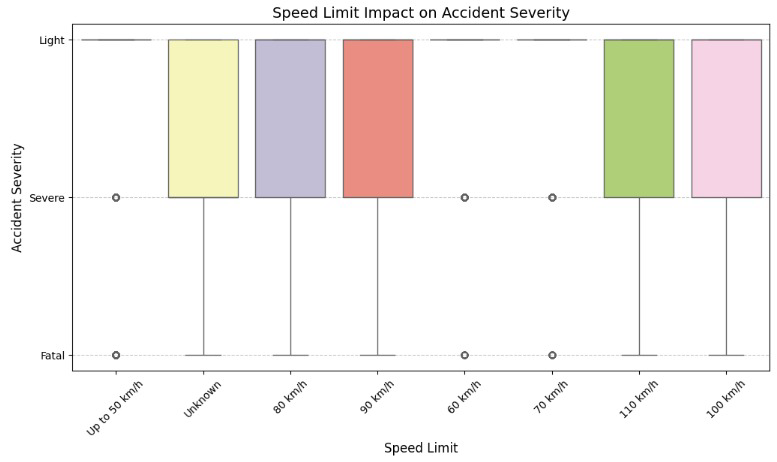 Speed Limit Impact on Accident Severity
Accident Severity
Light
Severe
Fatal
Up to 50 km/h
Unknown
80 km/h
90 km/h
60 km/h
70 km/h
110 km/h
100 km/h
Speed Limit